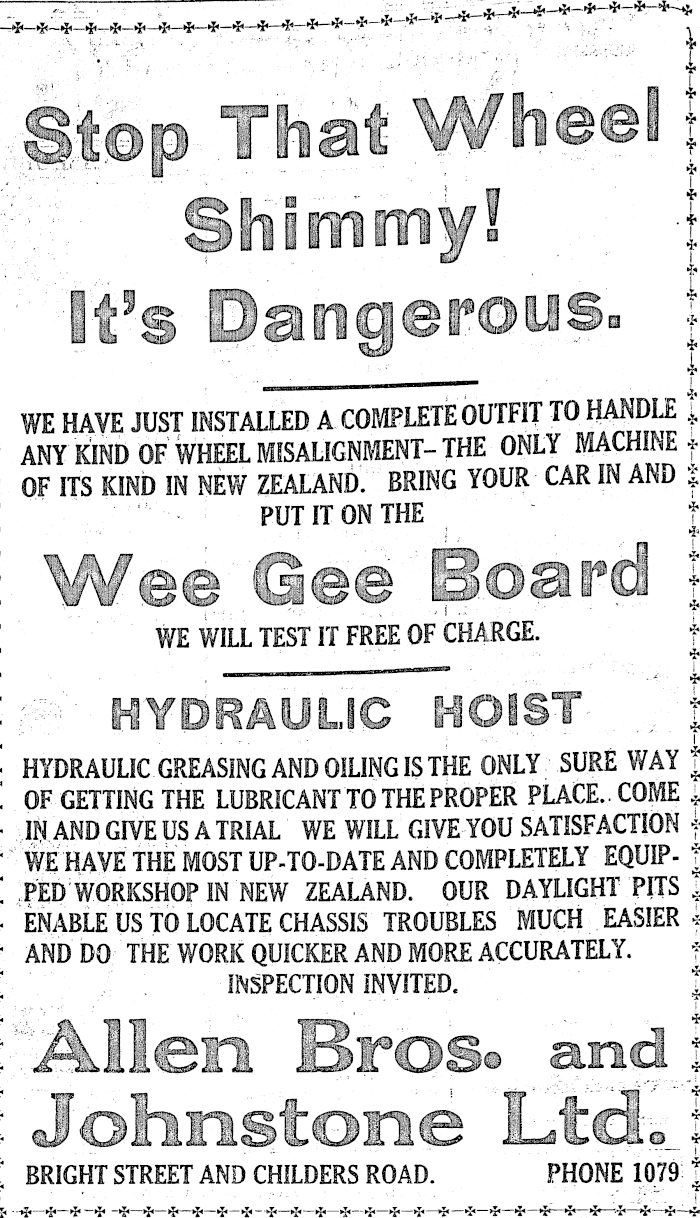 Stop That Wheel
Shimmy!
It's Dangerous.
WE HAVE JUST INSTALLED A COMPLETE OUTFIT TO HANDLE
ANY KIND OF WHEEL MISALIGNMENT– THE ONLY MACHINE
OF ITS KIND IN NEW ZEALAND. BRING YOUR CAR IN AND
PUT IT ON THE
Wee Gee Board
WE WILL TEST IT FREE OF CHARGE.
HYDRAULIC HOIST
HYDRAULIC GREASING AND OILING IS THE ONLY SURE WAY
OF GETTING THE LUBRICANT TO THE PROPER PLACE. COME
IN AND GIVE US A TRIAL WE WILL GIVE YOU SATISFACTION
WE HAVE THE MOST UP-TO-DATE AND COMPLETELY EQUIP-
PED WORKSHOP IN NEW ZEALAND. OUR DAYLIGHT PITS
ENABLE US TO LOCATE CHASSIS TROUBLES MUCH EASIER
AND DO THE WORK QUICKER AND MORE ACCURATELY.
INSPECTION INVITED.
Allen Bros. and
Johnstone Ltd.
BRIGHT STREET AND CHILDERS ROAD. PHONE 1079